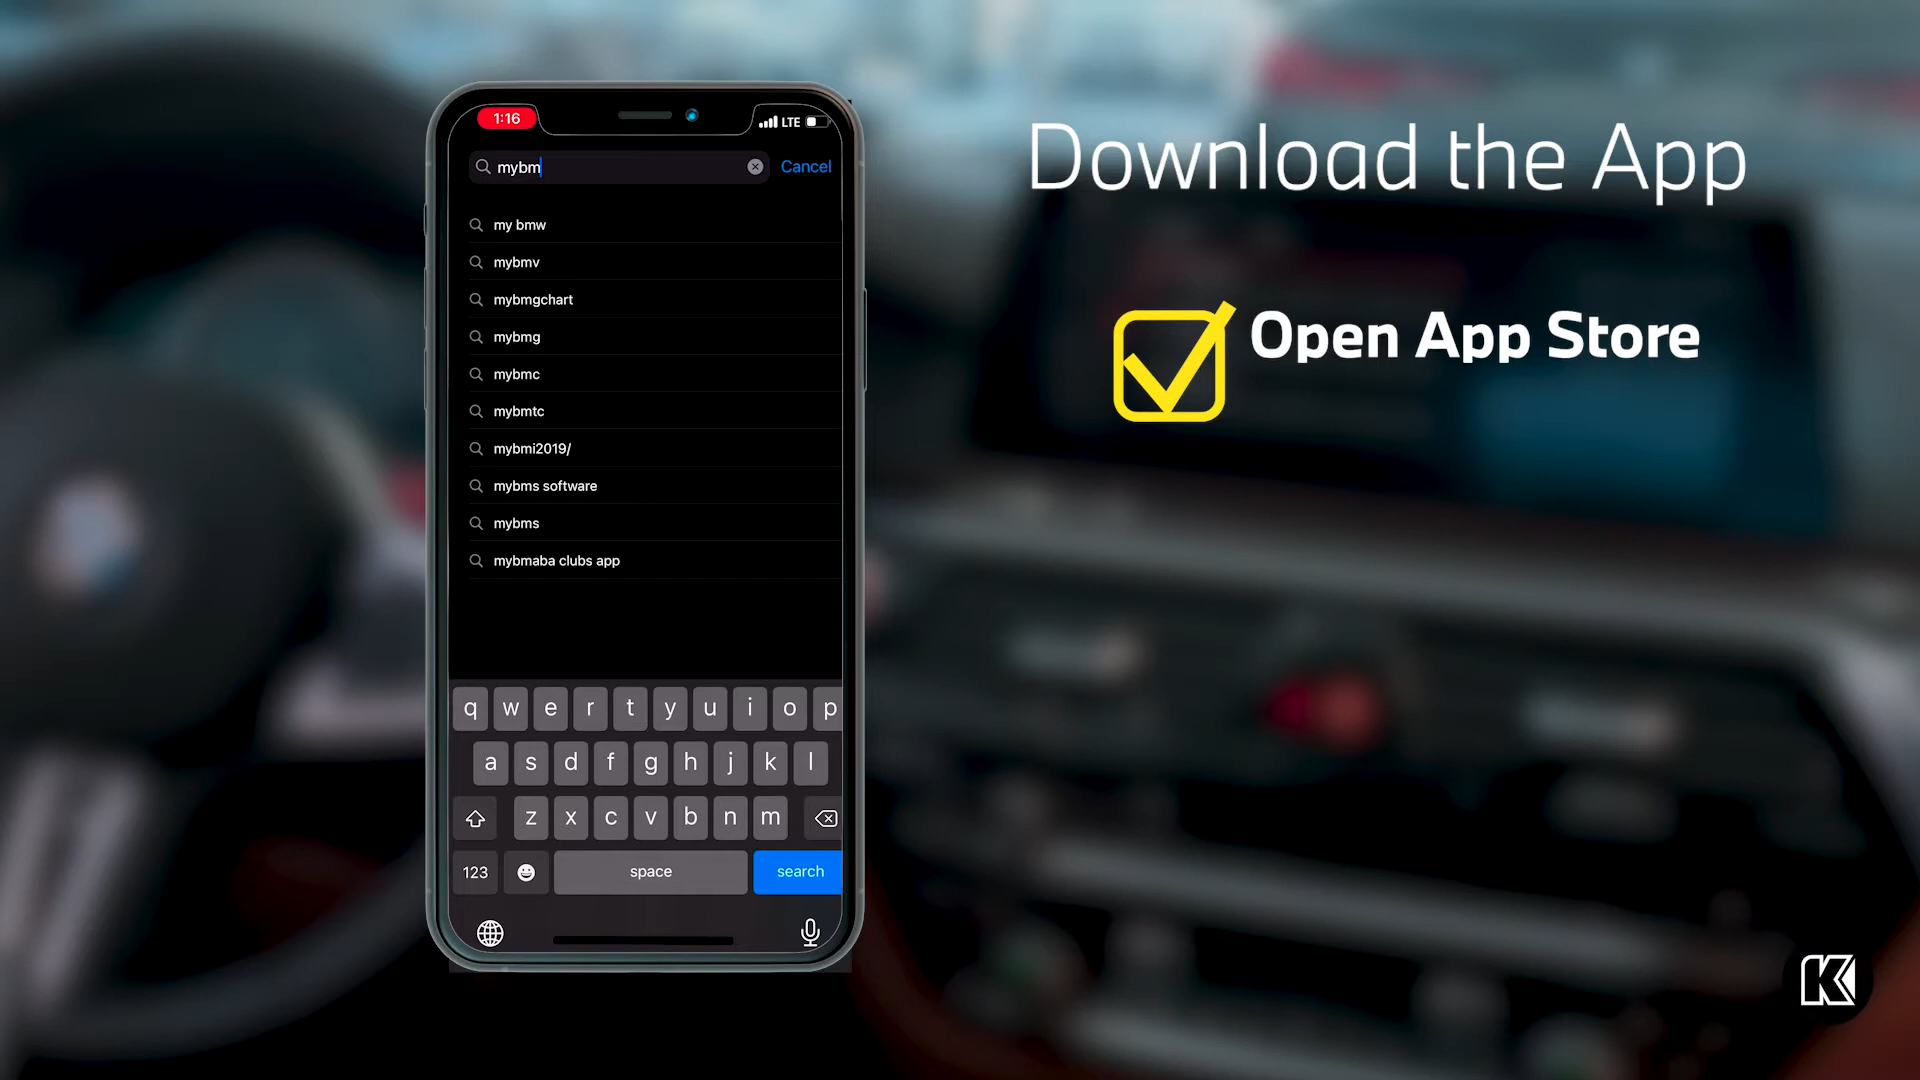 1:16
LTE
mybm
Cancel
my bmw
mybmv
mybmgchart
mybmg
mybmc
mybmtc
mybmi2019/
mybms software
mybms
mybmaba clubs app
q w e r t y u i o p
a s d f g h j k l
z x c v b n m
123
space
search
Download the App
Open App Store
K